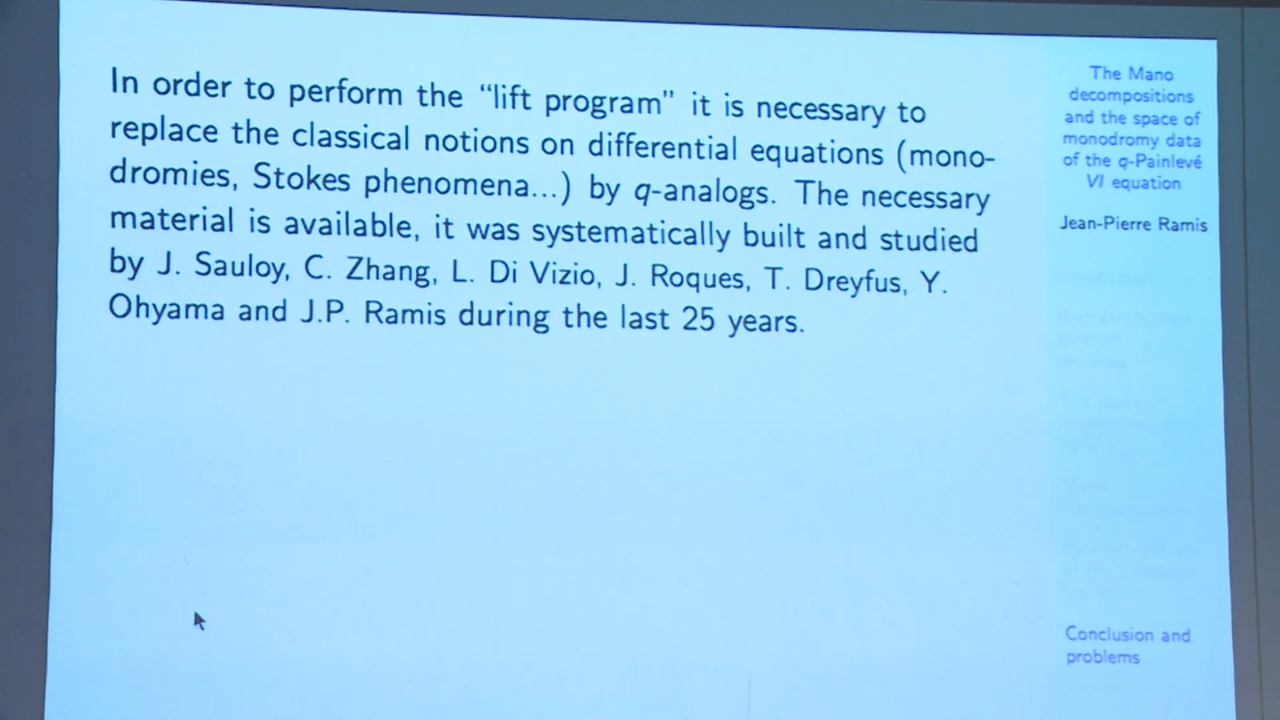 In order to perform the “lift program” it is necessary to
replace the classical notions on differential equations (mono-
dromies, Stokes phenomena...) by q-analogs. The necessary
material is available, it was systematically built and studied
by J. Sauloy, C. Zhang, L. Di Vizio, J. Roques, T. Dreyfus, Y.
Ohyama and J.P. Ramis during the last 25 years.
The Mano
decompositions
and the space of
monodromy data
of the q-Painlevé
VI equation
Jean-Pierre Ramis
Conclusion and
problems